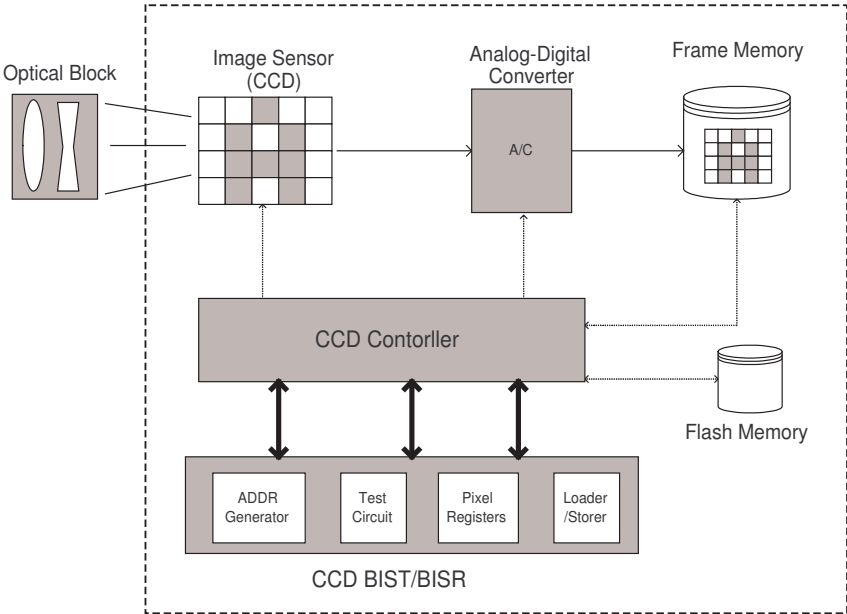 Optical Block
Image Sensor
(CCD)
Analog-Digital
Converter
Frame Memory
A/C
CCD Contorller
Flash Memory
ADDR
Generator
Test
Circuit
Pixel
Registers
Loader
/Storer
CCD BIST/BISR